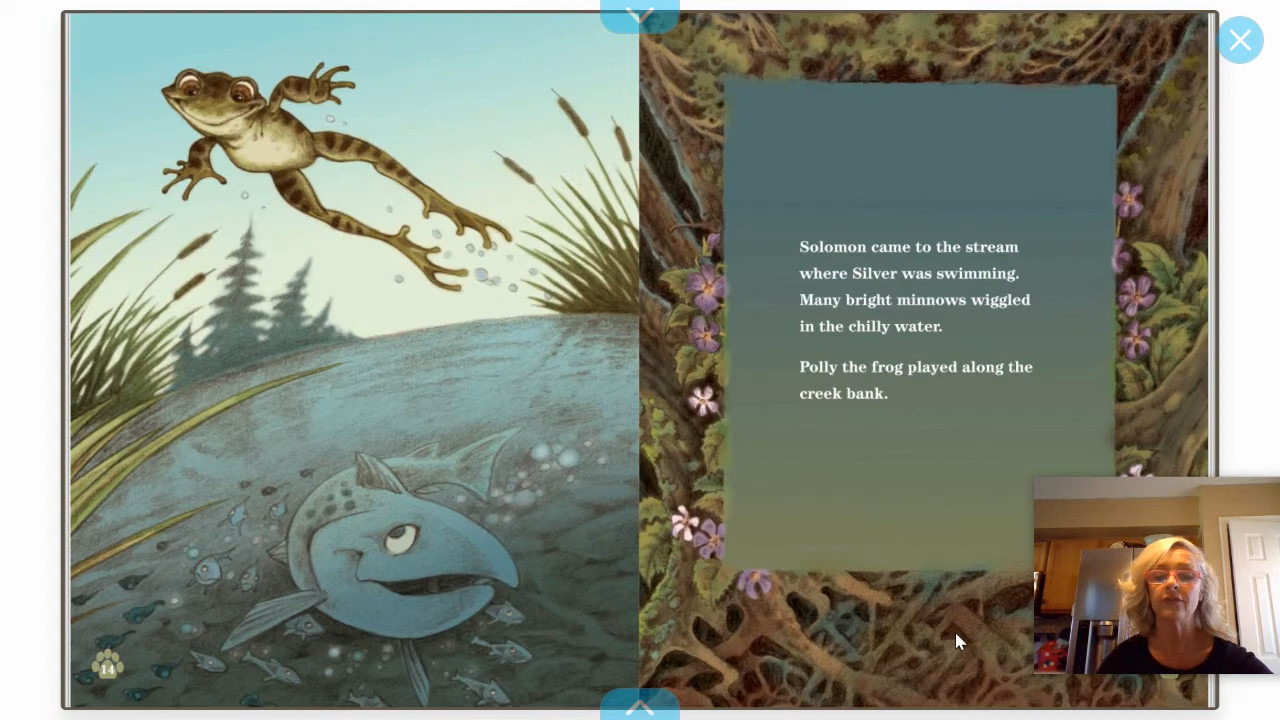 Solomon came to the stream
where Silver was swimming.
Many bright minnows wiggled
in the chilly water.
Polly the frog played along the
creek bank.
14